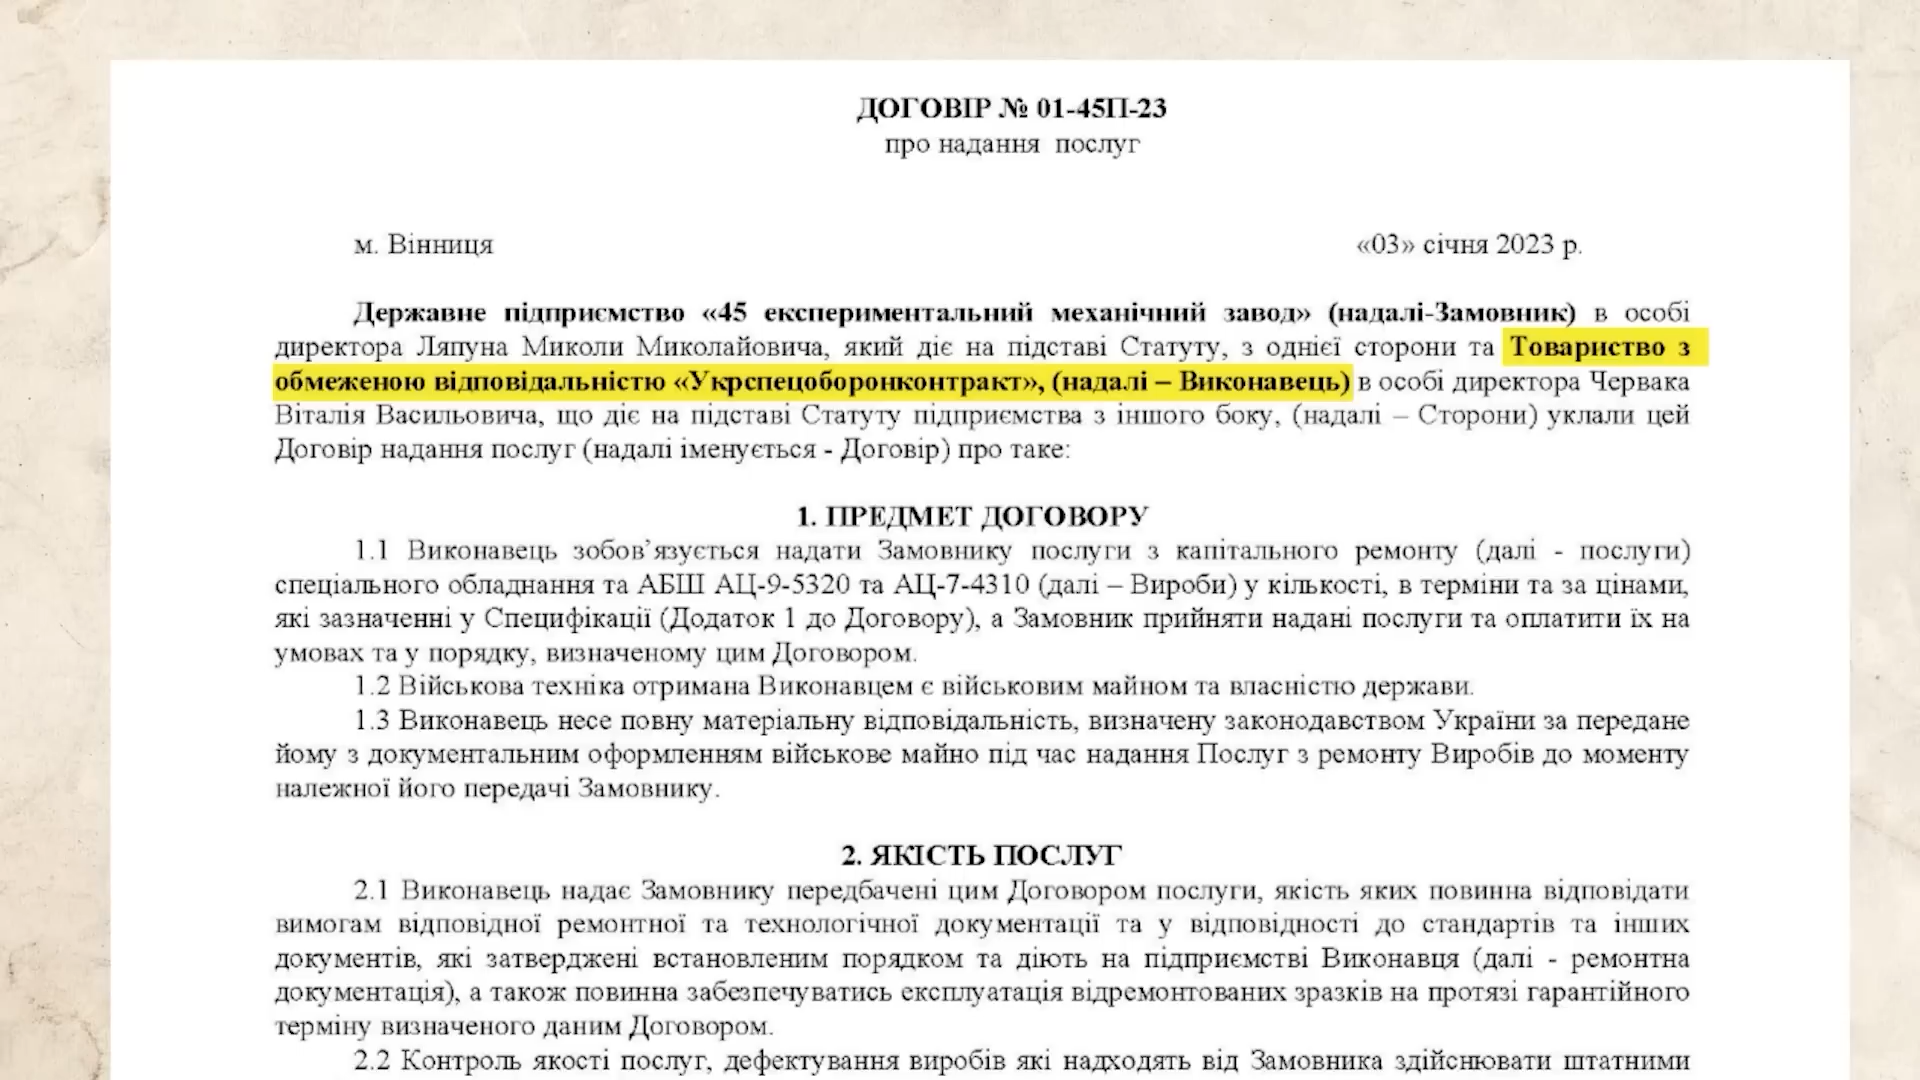 ДОГОВІР № 01-45П-23
про надання послуг
м. Вінниця «03» січня 2023 р.
Державне підприємство «45 експериментальний механічний завод» (надалі-Замовник) в особі
директора Ляпуна Миколи Миколайовича, який діє на підставі Статуту, з однієї сторони та Товариство з
обмеженою відповідальністю «Укрспецоборонконтракт», (надалі – Виконавець) в особі директора Червака
Віталія Васильовича, що діє на підставі Статуту підприємства з іншого боку, (надалі – Сторони) уклали цей
Договір надання послуг (надалі іменується - Договір) про таке:
1. ПРЕДМЕТ ДОГОВОРУ
1.1 Виконавець зобов’язується надати Замовнику послуги з капітального ремонту (далі - послуги)
спеціального обладнання та АБШ АЦ-9-5320 та АЦ-7-4310 (далі – Вироби) у кількості, в терміни та за цінами,
які зазначенні у Специфікації (Додаток 1 до Договору), а Замовник прийняти надані послуги та оплатити їх на
умовах та у порядку, визначеному цим Договором.
1.2 Військова техніка отримана Виконавцем є військовим майном та власністю держави.
1.3 Виконавець несе повну матеріальну відповідальність, визначену законодавством України за передане
йому з документальним оформленням військове майно під час надання Послуг з ремонту Виробів до моменту
належної його передачі Замовнику.
2. ЯКІСТЬ ПОСЛУГ
2.1 Виконавець надає Замовнику передбачені цим Договором послуги, якість яких повинна відповідати
вимогам відповідної ремонтної та технологічної документації та у відповідності до стандартів та інших
документів, які затверджені встановленим порядком та діють на підприємстві Виконавця (далі - ремонтна
документація), а також повинна забезпечуватись експлуатація відремонтованих зразків на протязі гарантійного
терміну визначеного даним Договором.
2.2 Контроль якості послуг, дефектування виробів які надходять від Замовника здійснювати штатними